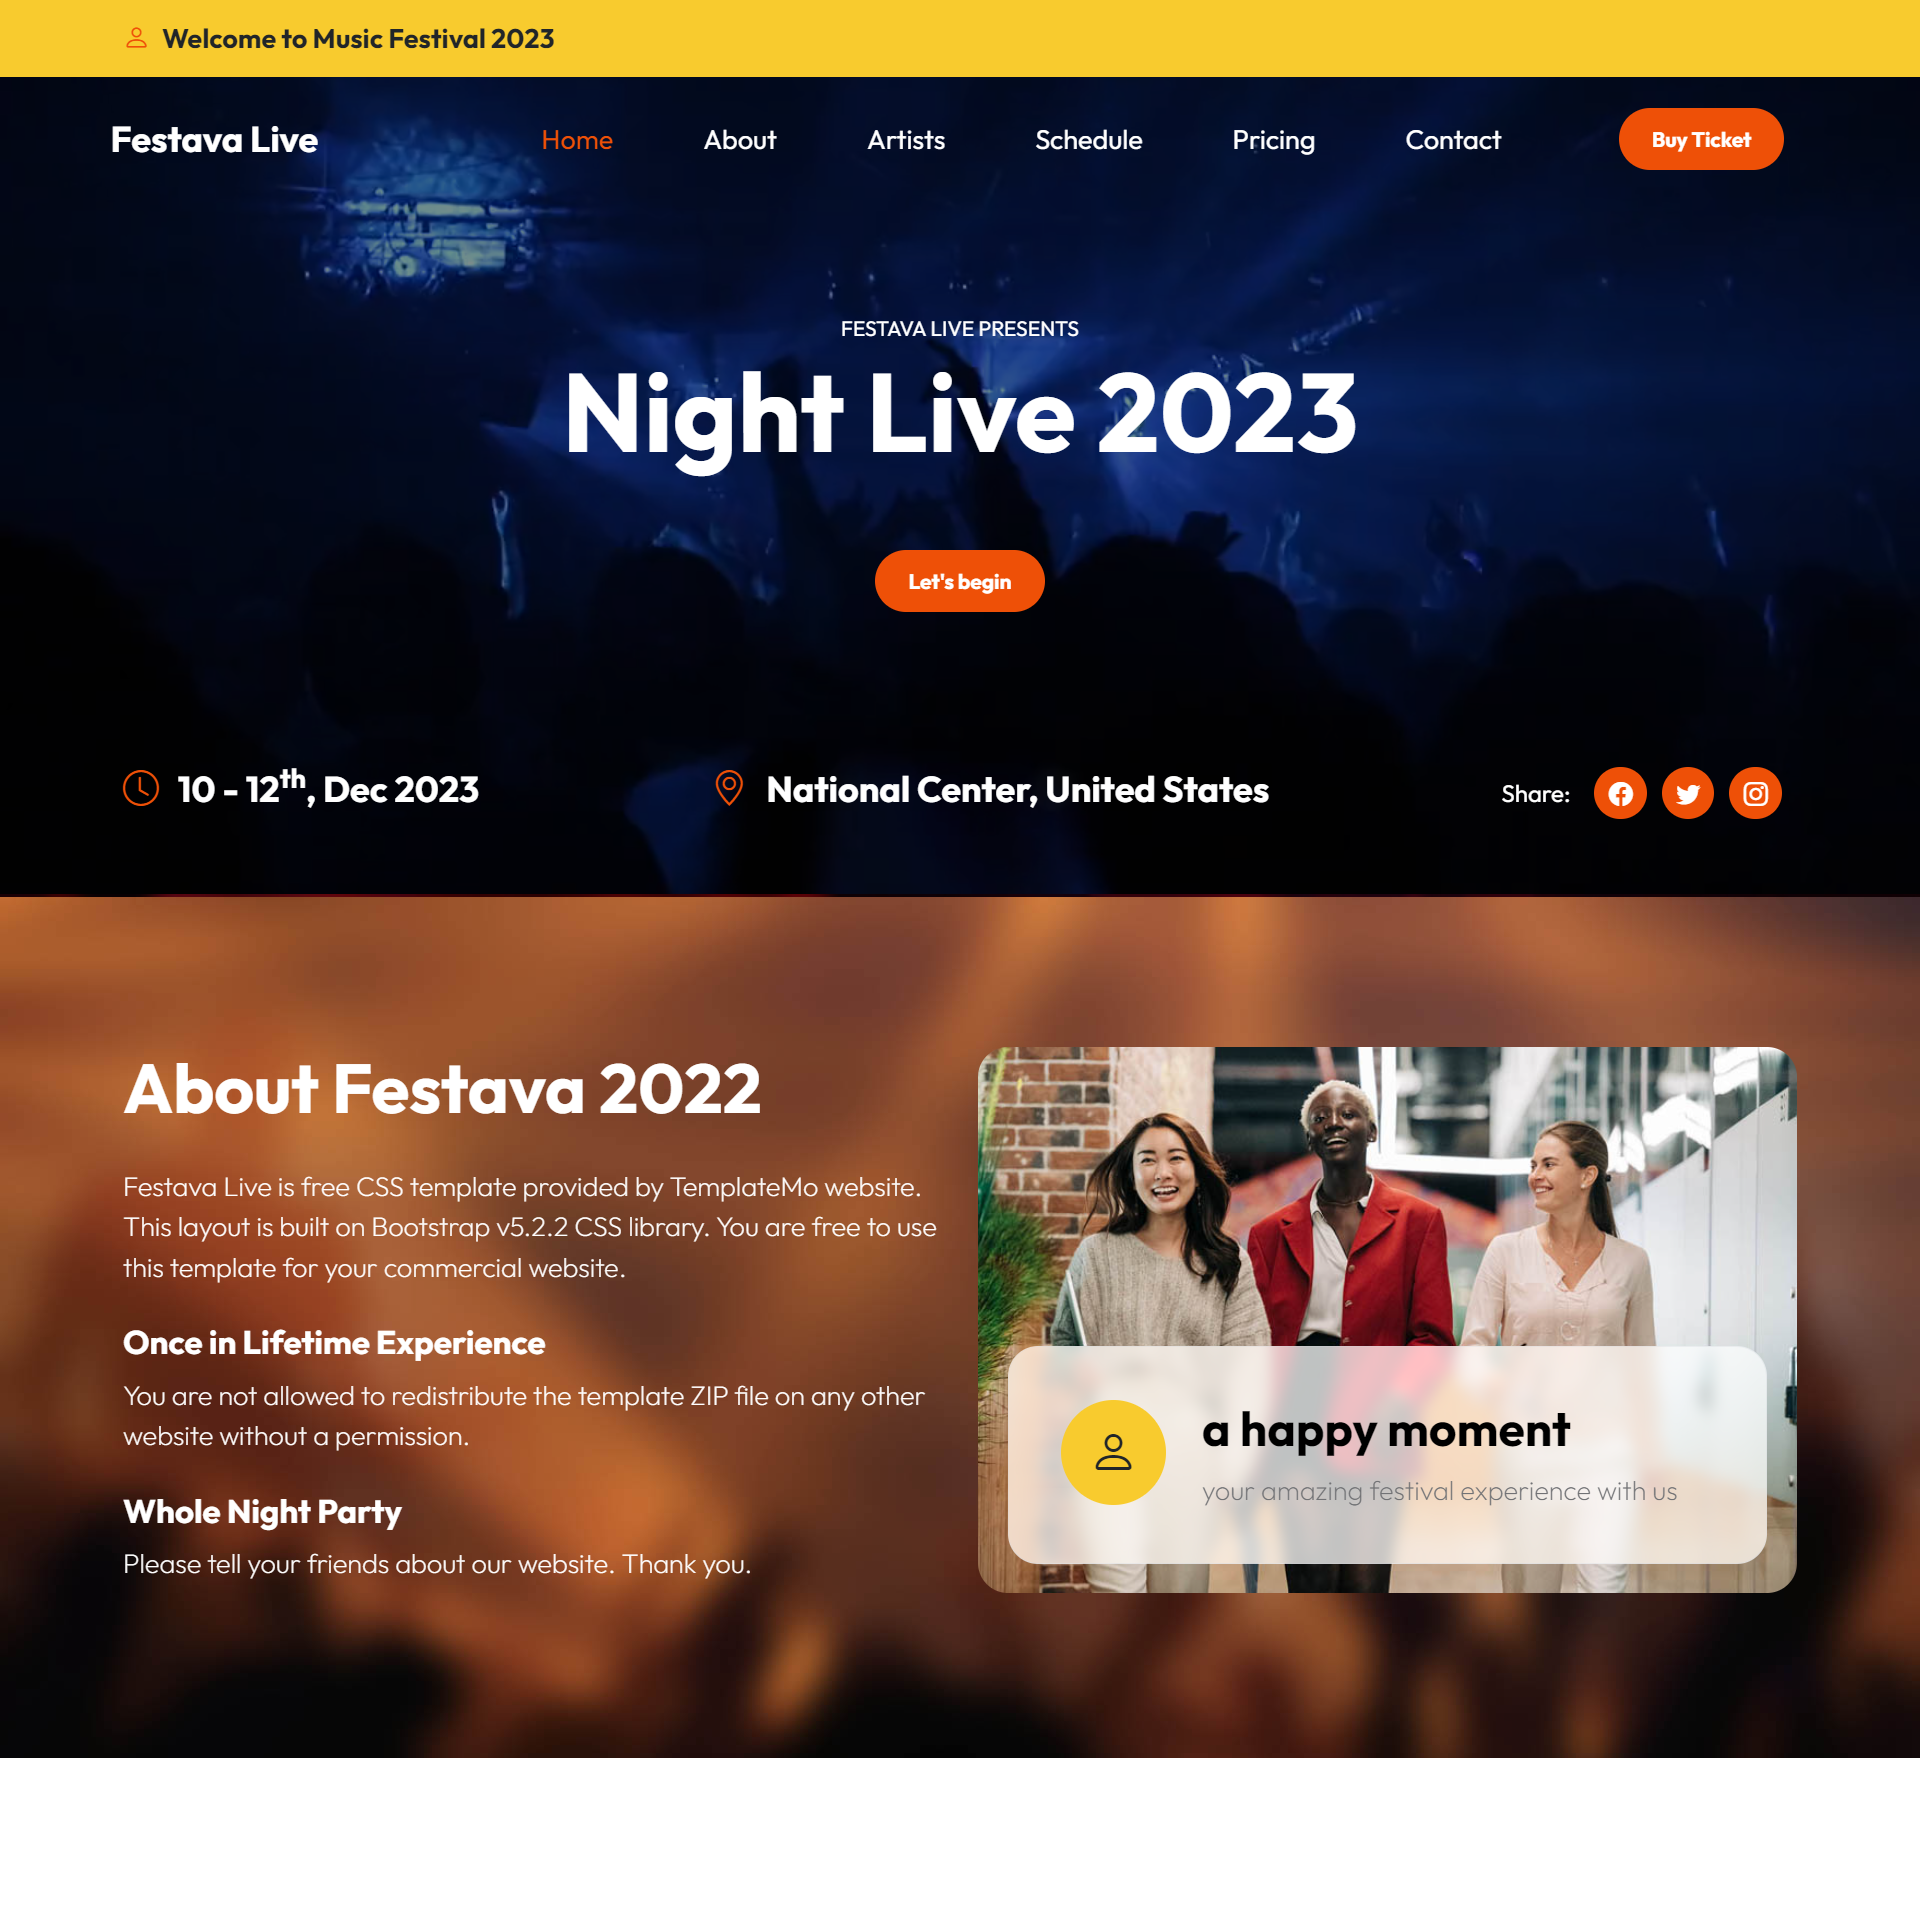 Welcome to Music Festival 2023
Festava Live
Home
About
Artists
Schedule
Pricing
Contact
Buy Ticket
FESTAVA LIVE PRESENTS
Night Live 2023
Let's begin
10 - 12th, Dec 2023
National Center, United States
Share:
About Festava 2022
Festava Live is free CSS template provided by TemplateMo website.
This layout is built on Bootstrap v5.2.2 CSS library. You are free to use
this template for your commercial website.
Once in Lifetime Experience
You are not allowed to redistribute the template ZIP file on any other
website without a permission.
Whole Night Party
Please tell your friends about our website. Thank you.
a happy moment
your amazing festival experience with us